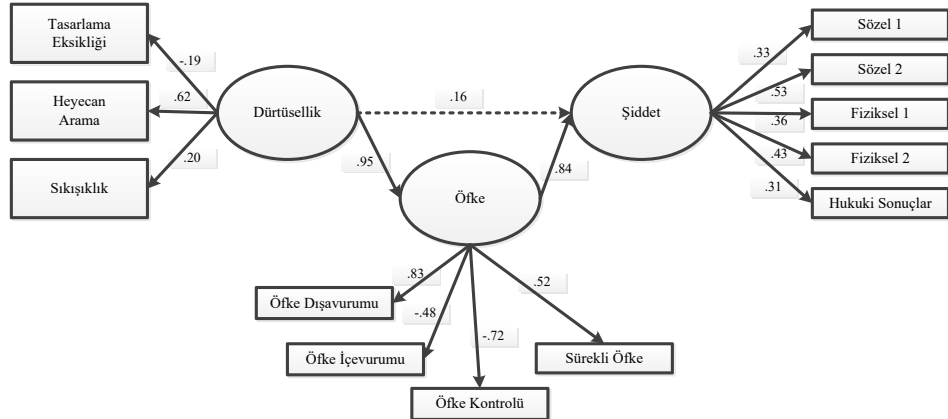 Tasarlama
Eksikliği
-.19
Heyecan
Arama
.62
Sıkışıklık
.20
Dürtüsellik
.16
.95
Öfke
.84
Şiddet
.33
Sözel 1
.53
Sözel 2
.36
Fiziksel 1
.43
Fiziksel 2
.31
Hukuki Sonuçlar
.83
Öfke Dışavurumu
-.48
Öfke İçevurumu
-.72
Öfke Kontrolü
.52
Sürekli Öfke